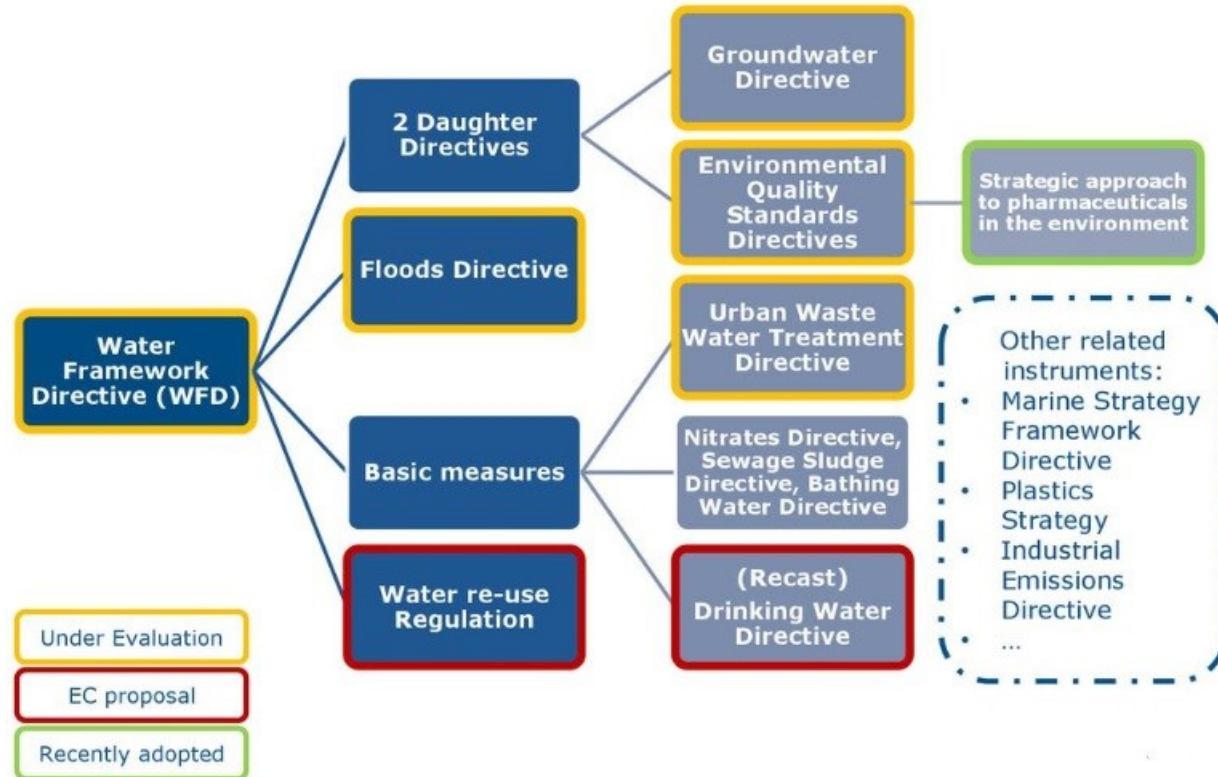 Groundwater
Directive
2 Daughter
Directives
Environmental
Quality
Standards
Directives
Strategic approach
to pharmaceuticals
in the environment
Floods Directive
Water
Framework
Directive (WFD)
Urban Waste
Water Treatment
Directive
Basic measures
Nitrates Directive,
Sewage Sludge
Directive, Bathing
Water Directive
Water re-use
Regulation
(Recast)
Drinking Water
Directive
Other related
instruments:
• Marine Strategy
Framework
Directive
• Plastics
Strategy
• Industrial
Emissions
Directive
• ...
Under Evaluation
EC proposal
Recently adopted